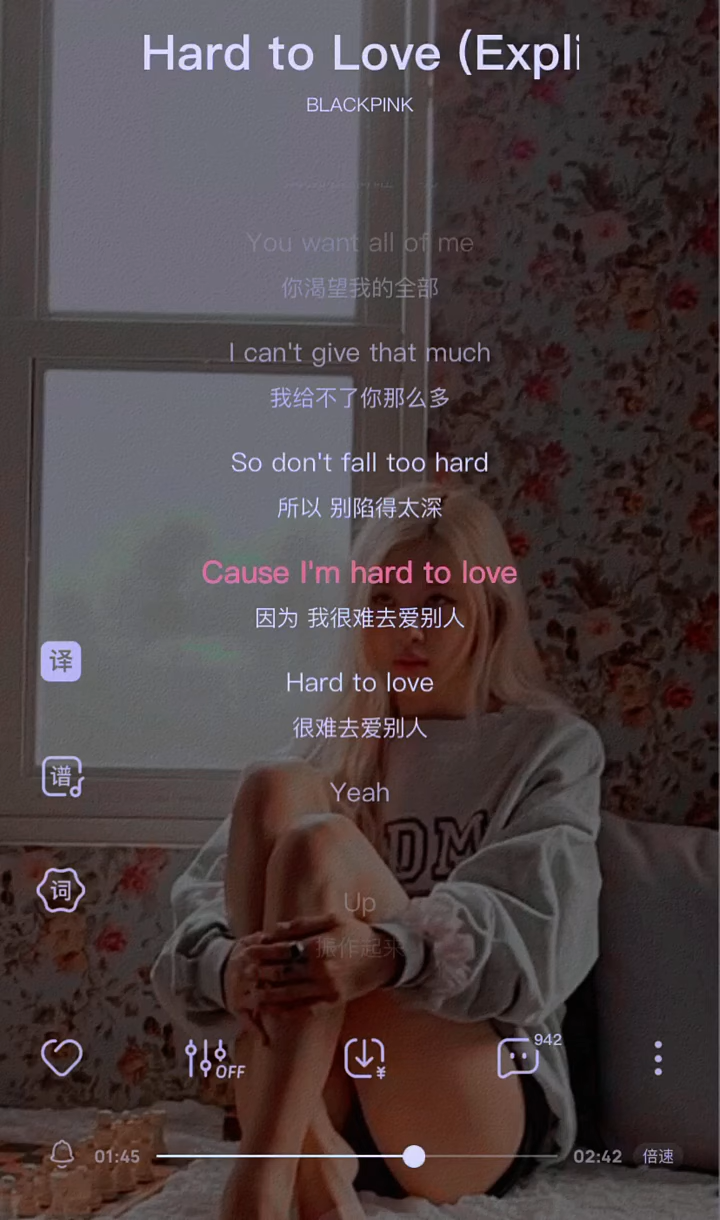 Hard to Love (Expli
BLACKPINK
You want all of me
你渴望我的全部
I can't give that much
我给不了你那么多
So don't fall too hard
所以 别陷得太深
Cause I'm hard to love
因为 我很难去爱别人
译
Hard to love
很难去爱别人
谱
Yeah
DM
词
Up
振作起来
942
OFF
¥
01:45
02:42
倍速